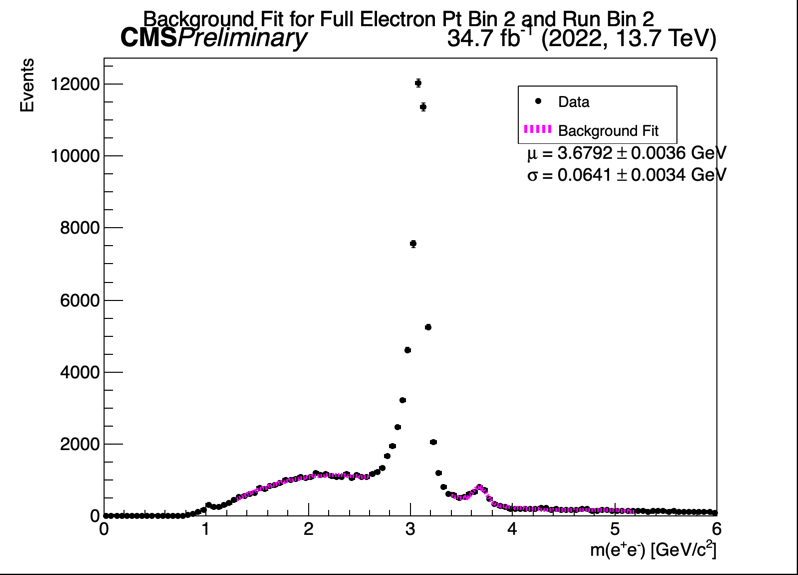 Background Fit for Full Electron Pt Bin 2 and Run Bin 2
CMS Preliminary 34.7 fb⁻¹ (2022, 13.7 TeV)
Events
12000
10000
8000
6000
4000
2000
0
Data
Background Fit
μ = 3.6792 ± 0.0036 GeV
σ = 0.0641 ± 0.0034 GeV
0 1 2 3 4 5 6
m(e⁺e⁻) [GeV/c²]